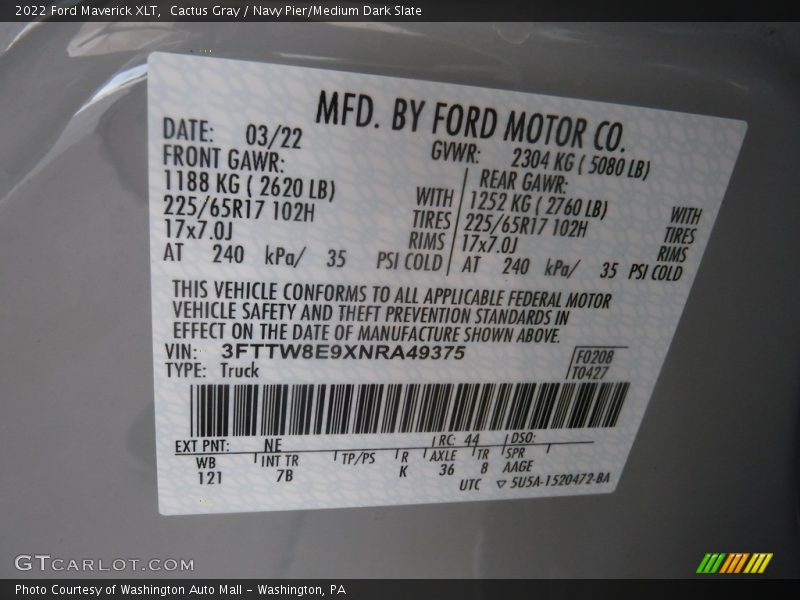 2022 Ford Maverick XLT,  Cactus Gray / Navy Pier/Medium Dark Slate
MFD. BY FORD MOTOR CO.
DATE: 03/22 GVWR: 2304 KG ( 5080 LB)
FRONT GAWR: REAR GAWR:
1188 KG ( 2620 LB) WITH 1252 KG ( 2760 LB) WITH
225/65R17 102H TIRES 225/65R17 102H TIRES
17x7.0J RIMS 17x7.0J RIMS
AT 240 kPa/ 35 PSI COLD AT 240 kPa/ 35 PSI COLD
THIS VEHICLE CONFORMS TO ALL APPLICABLE FEDERAL MOTOR
VEHICLE SAFETY AND THEFT PREVENTION STANDARDS IN
EFFECT ON THE DATE OF MANUFACTURE SHOWN ABOVE.
VIN: 3FTTW8E9XNRA49375 F0208
TYPE: Truck T0427
EXT PNT: NE RC: 44 DSO:
WB INT TR TP/PS R AXLE TR SPR
121 7B K 36 8 AAGE
UTC ▽ 5U5A-1520472-BA
GTCARLOT.COM
Photo Courtesy of Washington Auto Mall - Washington, PA